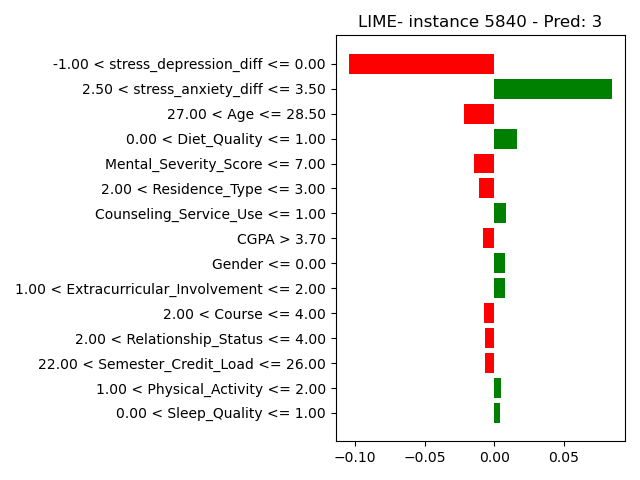 LIME- instance 5840 - Pred: 3
-1.00 < stress_depression_diff <= 0.00
2.50 < stress_anxiety_diff <= 3.50
27.00 < Age <= 28.50
0.00 < Diet_Quality <= 1.00
Mental_Severity_Score <= 7.00
2.00 < Residence_Type <= 3.00
Counseling_Service_Use <= 1.00
CGPA > 3.70
Gender <= 0.00
1.00 < Extracurricular_Involvement <= 2.00
2.00 < Course <= 4.00
2.00 < Relationship_Status <= 4.00
22.00 < Semester_Credit_Load <= 26.00
1.00 < Physical_Activity <= 2.00
0.00 < Sleep_Quality <= 1.00
−0.10 −0.05 0.00 0.05